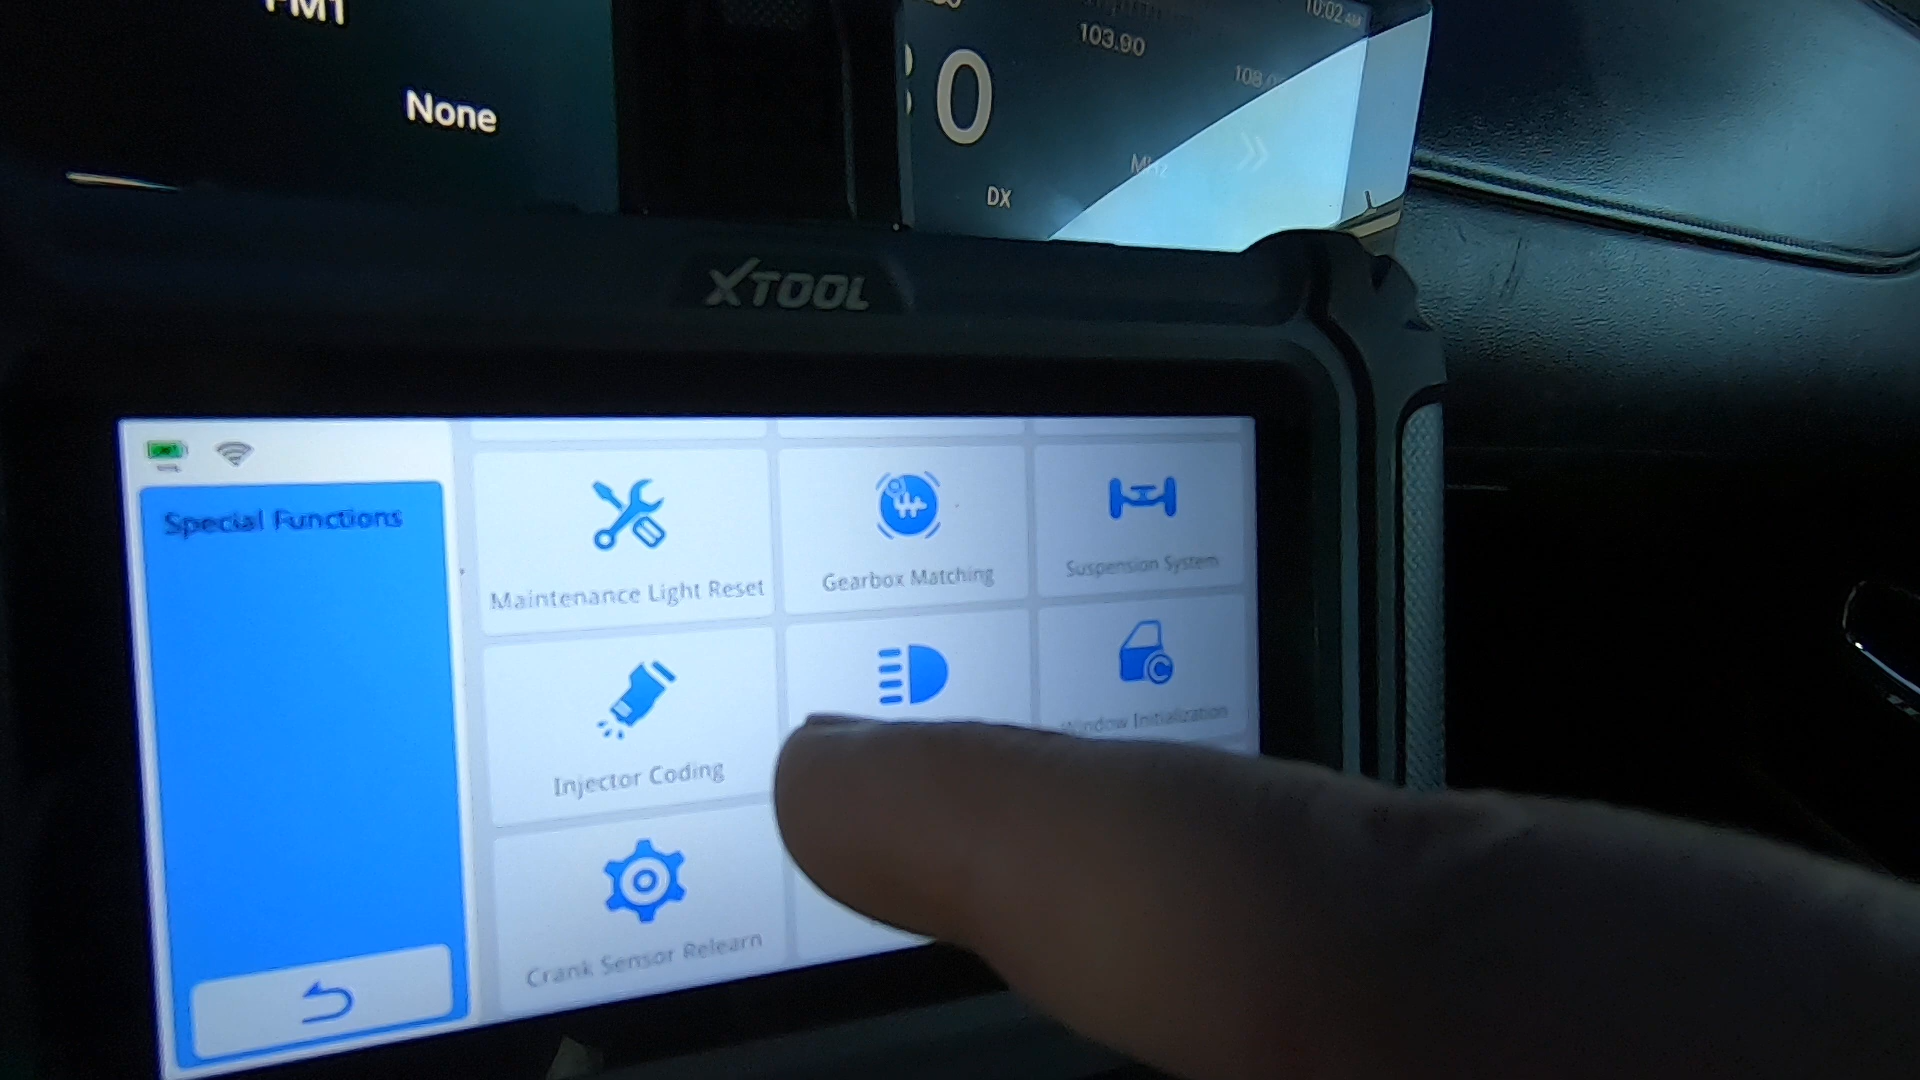 FM1
None
10:02 AM
103.90
108.0
0
MHz
DX
XTOOL
Special Functions
Maintenance Light Reset
Gearbox Matching
Suspension System
Injector Coding
Window Initialization
Crank Sensor Relearn